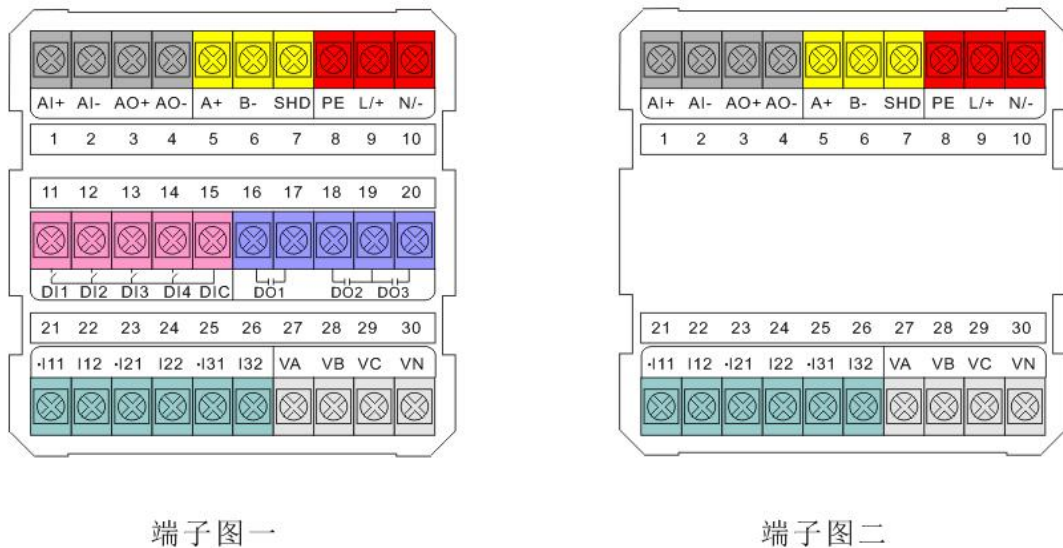 AI+ AI- AO+ AO- A+ B- SHD PE L/+ N/-
1 2 3 4 5 6 7 8 9 10
11 12 13 14 15 16 17 18 19 20
DI1 DI2 DI3 DI4 DIC DO1 DO2 DO3
21 22 23 24 25 26 27 28 29 30
·I11 I12 ·I21 I22 ·I31 I32 VA VB VC VN
端子图一
AI+ AI- AO+ AO- A+ B- SHD PE L/+ N/-
1 2 3 4 5 6 7 8 9 10
21 22 23 24 25 26 27 28 29 30
·I11 I12 ·I21 I22 ·I31 I32 VA VB VC VN
端子图二